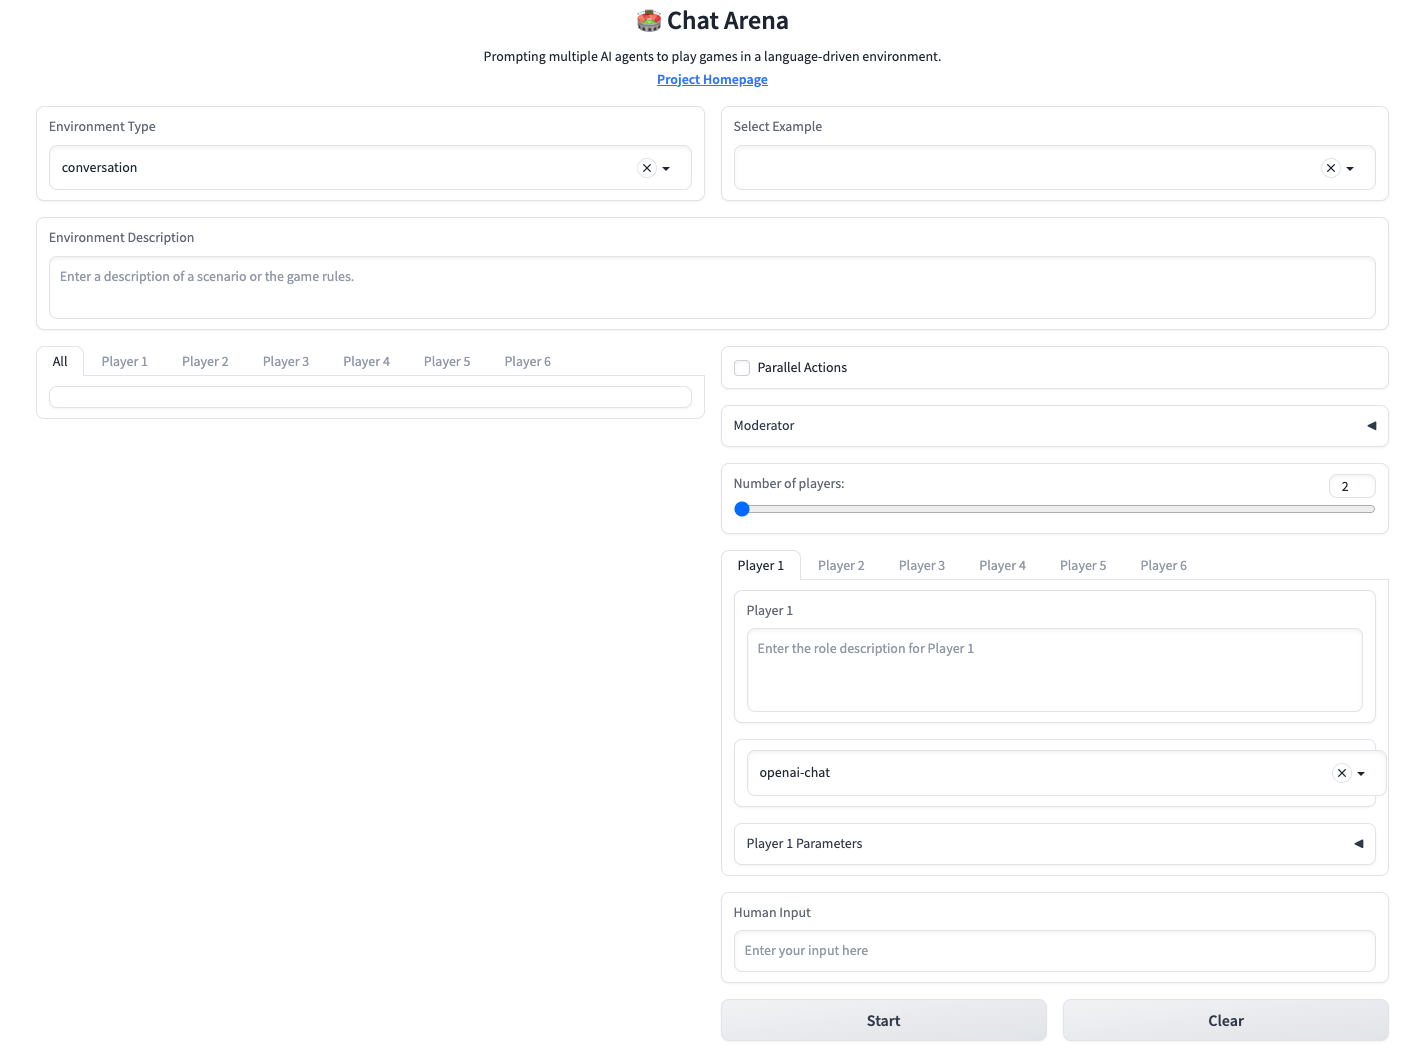 Chat Arena
Prompting multiple AI agents to play games in a language-driven environment.
Project Homepage
Environment Type
conversation
Select Example
Environment Description
Enter a description of a scenario or the game rules.
All Player 1 Player 2 Player 3 Player 4 Player 5 Player 6
Parallel Actions
Moderator
Number of players:
2
Player 1 Player 2 Player 3 Player 4 Player 5 Player 6
Player 1
Enter the role description for Player 1
openai-chat
Player 1 Parameters
Human Input
Enter your input here
Start
Clear